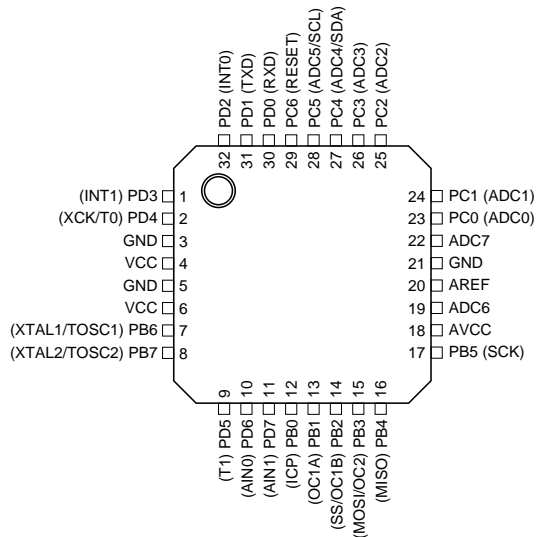 PD2 (INT0)
PD1 (TXD)
PD0 (RXD)
PC6 (RESET)
PC5 (ADC5/SCL)
PC4 (ADC4/SDA)
PC3 (ADC3)
PC2 (ADC2)
32
31
30
29
28
27
26
25
(INT1) PD3 1
(XCK/T0) PD4 2
GND 3
VCC 4
GND 5
VCC 6
(XTAL1/TOSC1) PB6 7
(XTAL2/TOSC2) PB7 8
24 PC1 (ADC1)
23 PC0 (ADC0)
22 ADC7
21 GND
20 AREF
19 ADC6
18 AVCC
17 PB5 (SCK)
9
10
11
12
13
14
15
16
(T1) PD5
(AIN0) PD6
(AIN1) PD7
(ICP) PB0
(OC1A) PB1
(SS/OC1B) PB2
(MOSI/OC2) PB3
(MISO) PB4